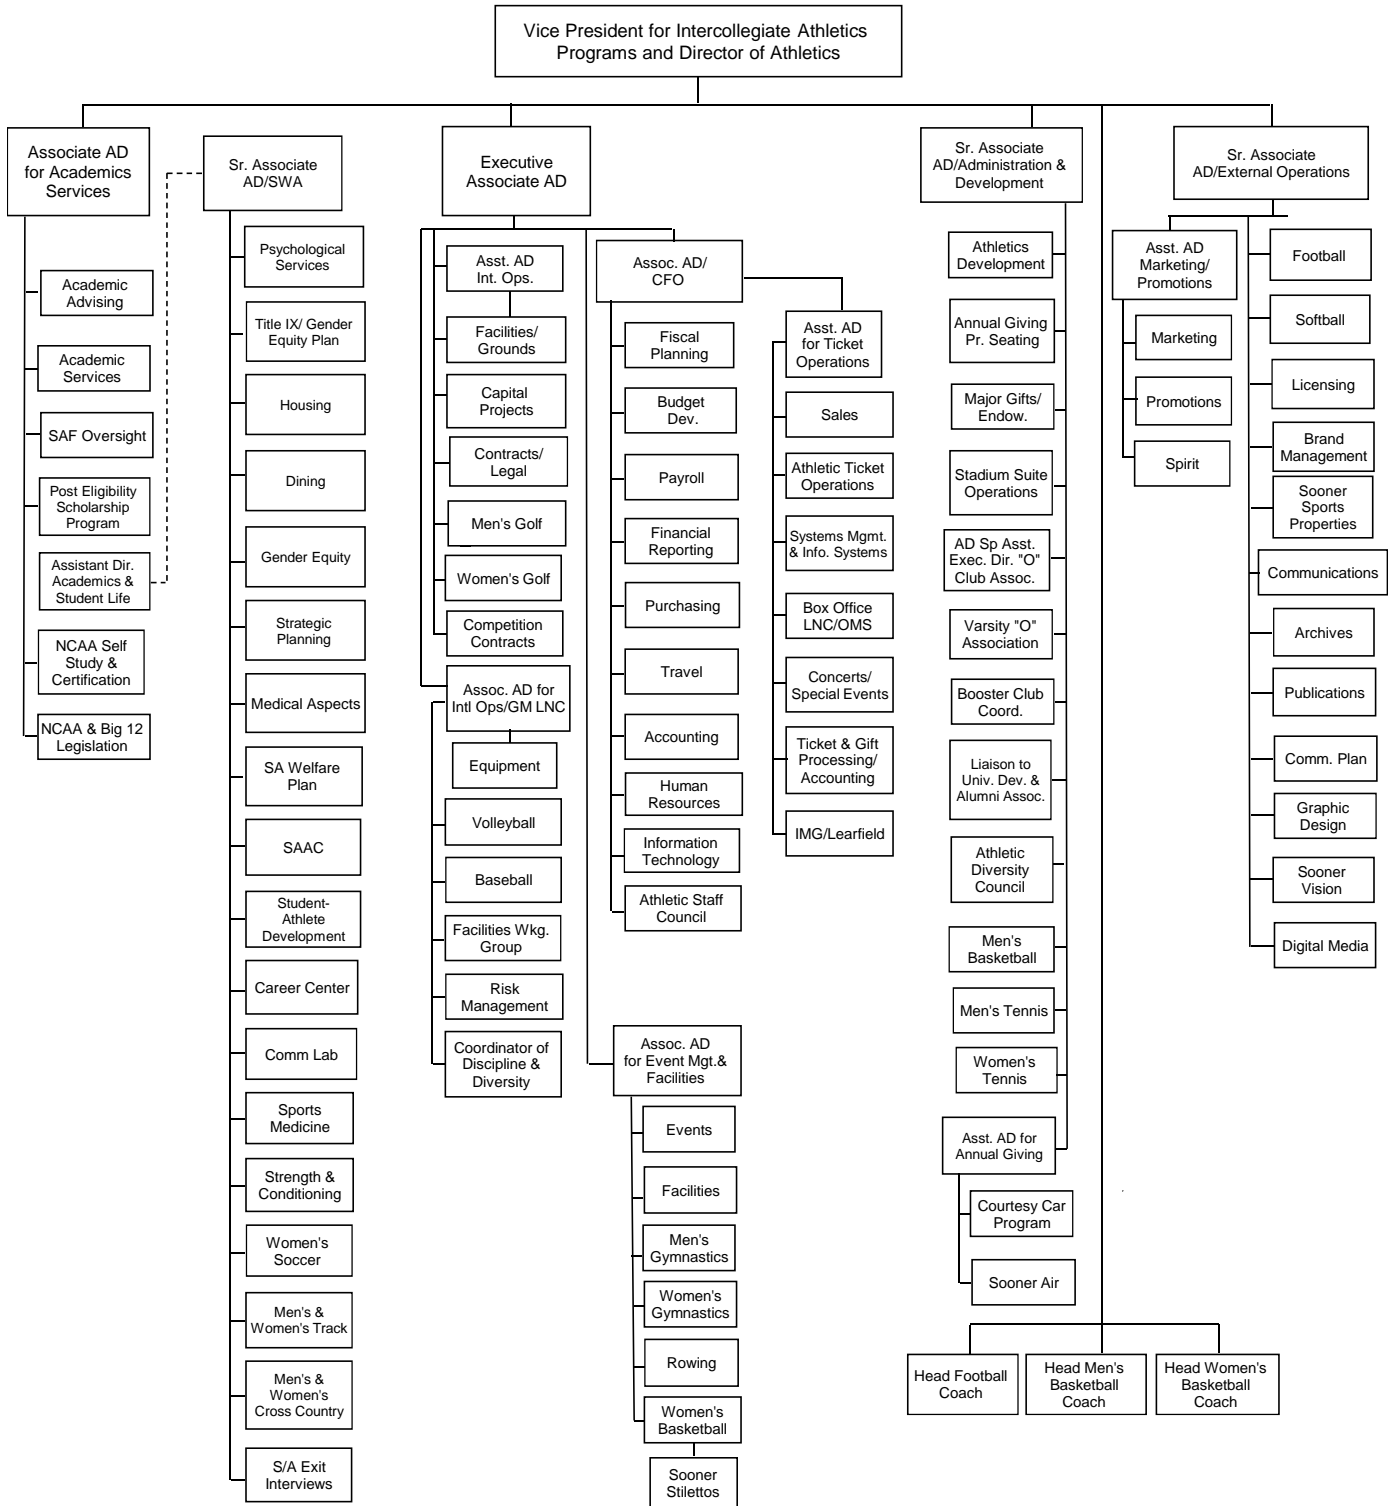 Vice President for Intercollegiate Athletics
Programs and Director of Athletics
Associate AD
for Academics
Services
Academic
Advising
Academic
Services
SAF Oversight
Post Eligibility
Scholarship
Program
Assistant Dir.
Academics &
Student Life
NCAA Self
Study &
Certification
NCAA & Big 12
Legislation
Sr. Associate
AD/SWA
Psychological
Services
Title IX/ Gender
Equity Plan
Housing
Dining
Gender Equity
Strategic
Planning
Medical Aspects
SA Welfare
Plan
SAAC
Student-
Athlete
Development
Career Center
Comm Lab
Sports
Medicine
Strength &
Conditioning
Women's
Soccer
Men's &
Women's Track
Men's &
Women's
Cross Country
S/A Exit
Interviews
Executive
Associate AD
Asst. AD
Int. Ops.
Facilities/
Grounds
Capital
Projects
Contracts/
Legal
Men's Golf
Women's Golf
Competition
Contracts
Assoc. AD for
Intl Ops/GM LNC
Equipment
Volleyball
Baseball
Facilities Wkg.
Group
Risk
Management
Coordinator of
Discipline &
Diversity
Assoc. AD/
CFO
Fiscal
Planning
Budget
Dev.
Payroll
Financial
Reporting
Purchasing
Travel
Accounting
Human
Resources
Information
Technology
Athletic Staff
Council
Asst. AD
for Ticket
Operations
Sales
Athletic Ticket
Operations
Systems Mgmt.
& Info. Systems
Box Office
LNC/OMS
Concerts/
Special Events
Ticket & Gift
Processing/
Accounting
IMG/Learfield
Assoc. AD
for Event Mgt.&
Facilities
Events
Facilities
Men's
Gymnastics
Women's
Gymnastics
Rowing
Women's
Basketball
Sooner
Stilettos
Sr. Associate
AD/Administration &
Development
Athletics
Development
Annual Giving
Pr. Seating
Major Gifts/
Endow.
Stadium Suite
Operations
AD Sp Asst.
Exec. Dir. "O"
Club Assoc.
Varsity "O"
Association
Booster Club
Coord.
Liaison to
Univ. Dev. &
Alumni Assoc.
Athletic
Diversity
Council
Men's
Basketball
Men's Tennis
Women's
Tennis
Asst. AD for
Annual Giving
Courtesy Car
Program
Sooner Air
Head Football
Coach
Head Men's
Basketball
Coach
Head Women's
Basketball
Coach
Sr. Associate
AD/External Operations
Asst. AD
Marketing/
Promotions
Marketing
Promotions
Spirit
Football
Softball
Licensing
Brand
Management
Sooner
Sports
Properties
Communications
Archives
Publications
Comm. Plan
Graphic
Design
Sooner
Vision
Digital Media